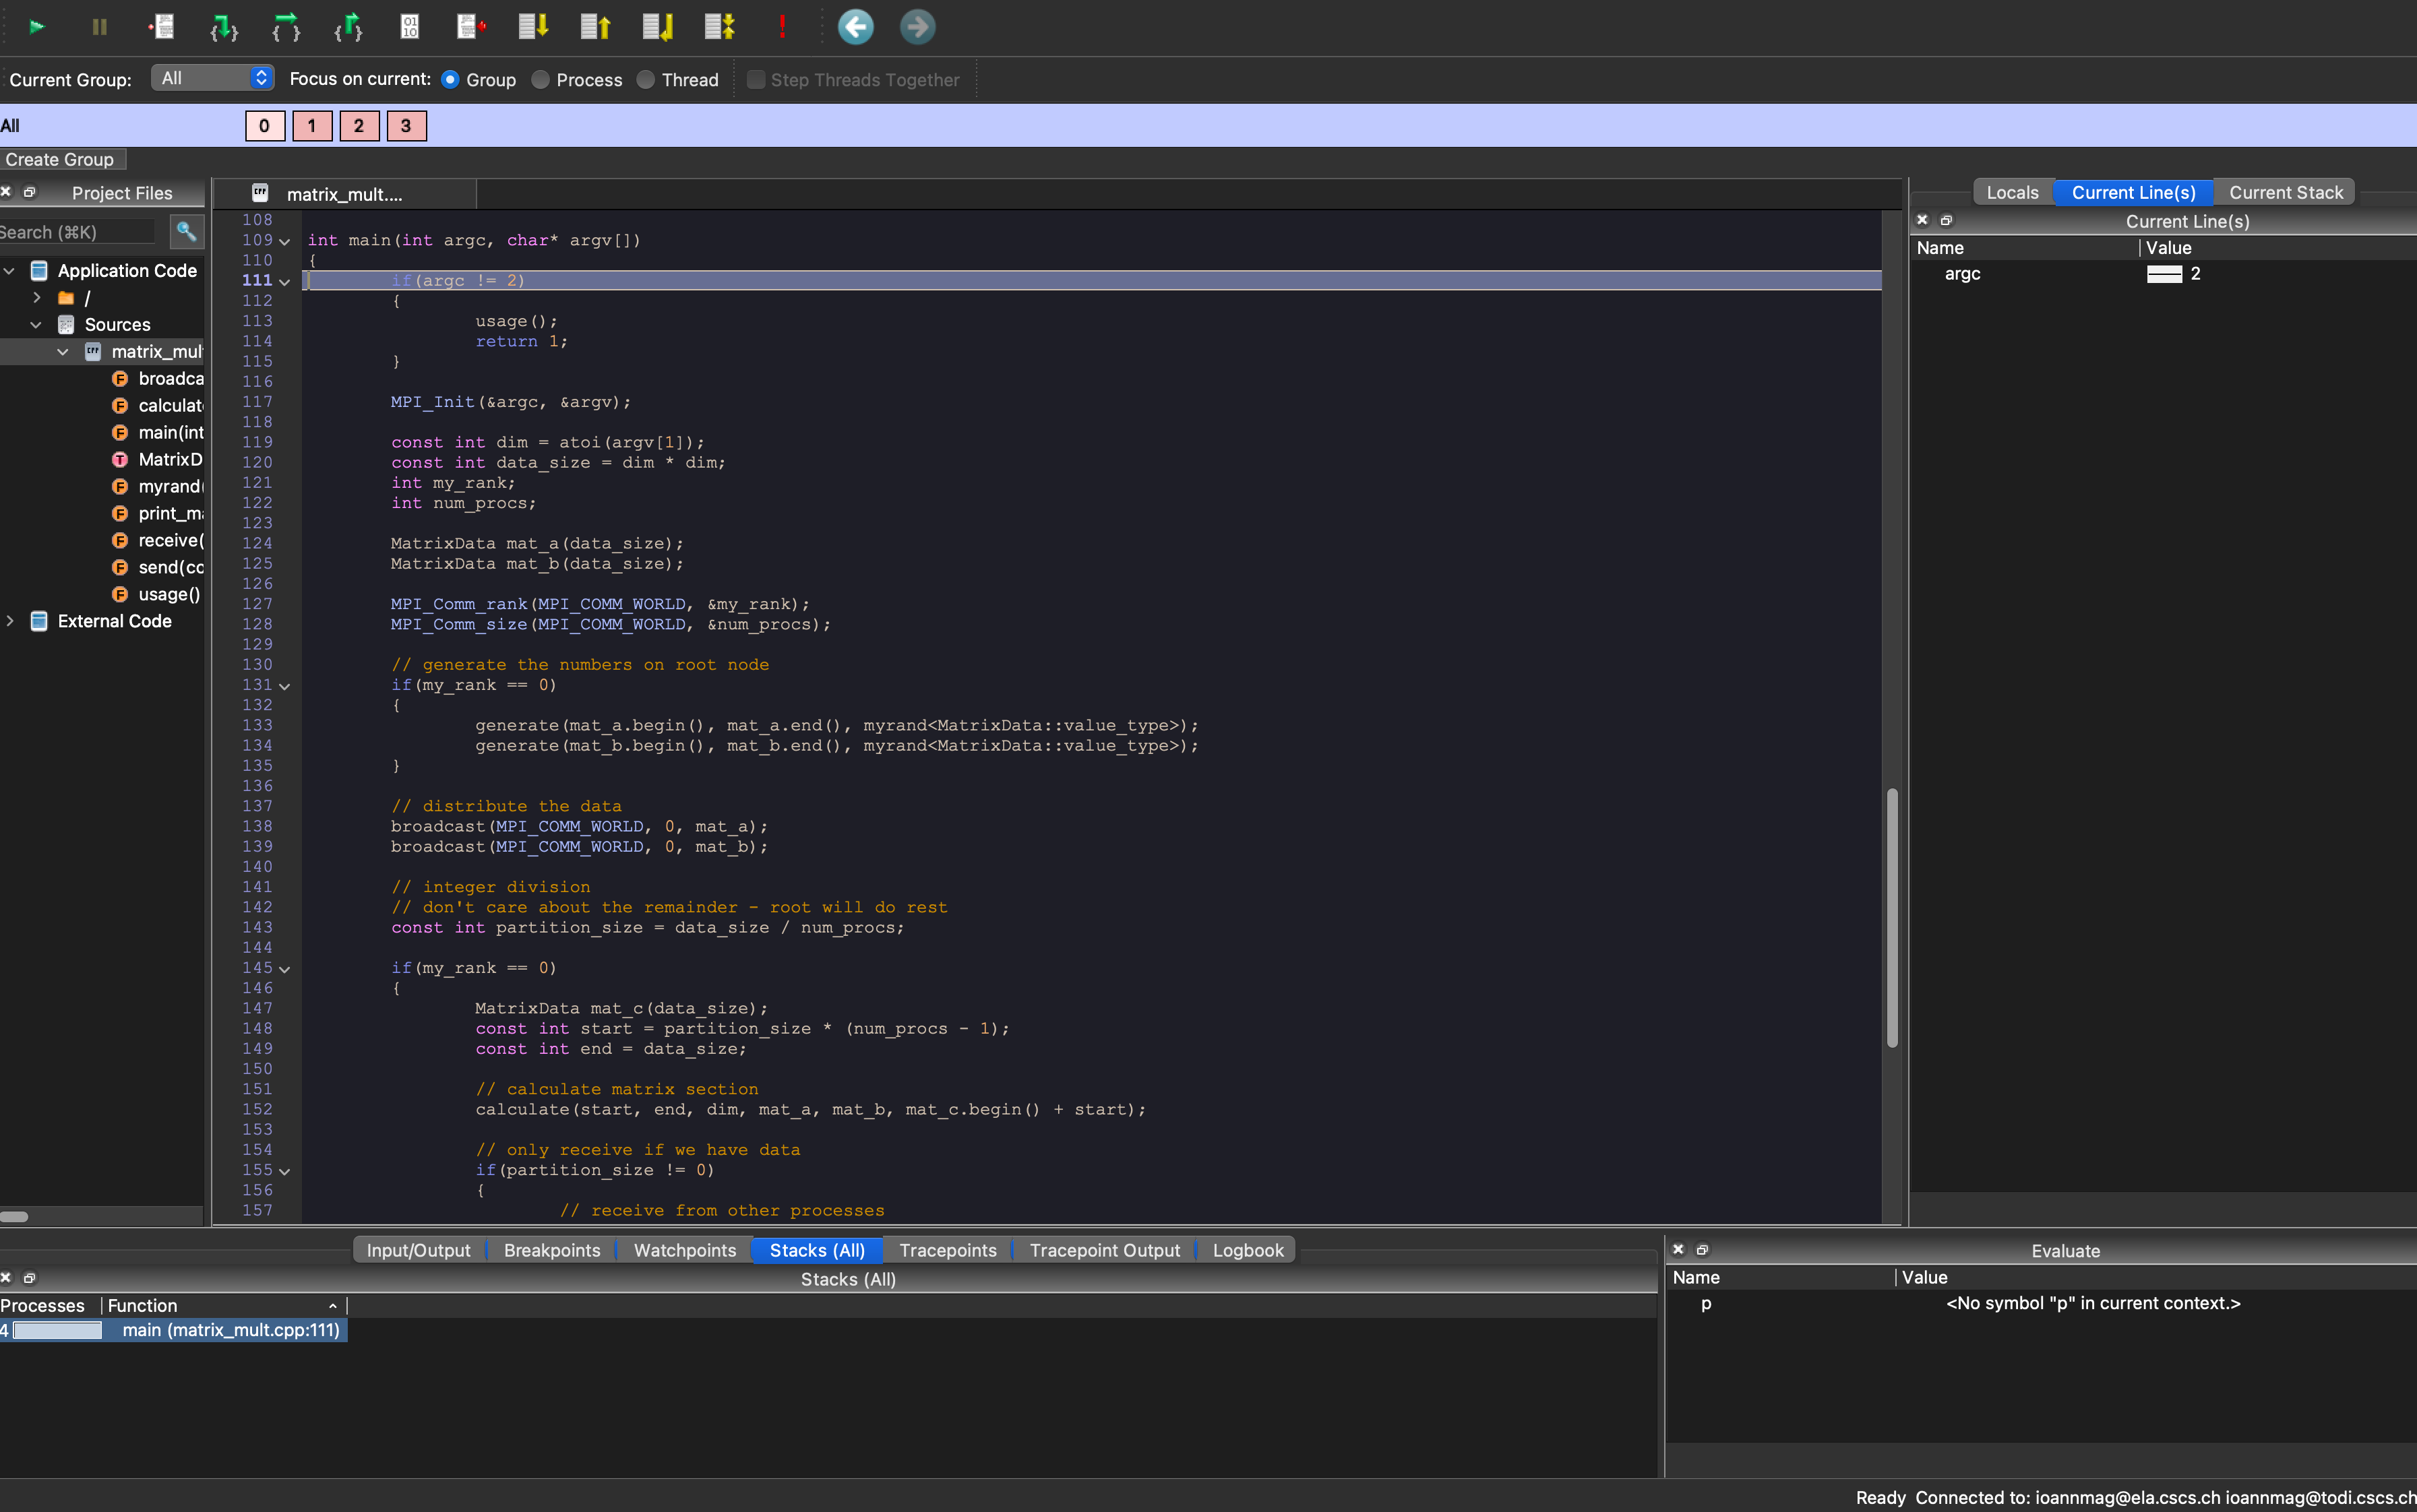 01
10
Current Group: All Focus on current: Group Process Thread Step Threads Together
All 0 1 2 3
Create Group
Project Files
Search (⌘K)
Application Code
/
Sources
matrix_mul
broadca
calculat
main(int
MatrixD
myrand(
print_ma
receive(
send(co
usage()
External Code
matrix_mult....
108
109 int main(int argc, char* argv[])
110 {
111 if(argc != 2)
112 {
113 usage();
114 return 1;
115 }
116
117 MPI_Init(&argc, &argv);
118
119 const int dim = atoi(argv[1]);
120 const int data_size = dim * dim;
121 int my_rank;
122 int num_procs;
123
124 MatrixData mat_a(data_size);
125 MatrixData mat_b(data_size);
126
127 MPI_Comm_rank(MPI_COMM_WORLD, &my_rank);
128 MPI_Comm_size(MPI_COMM_WORLD, &num_procs);
129
130 // generate the numbers on root node
131 if(my_rank == 0)
132 {
133 generate(mat_a.begin(), mat_a.end(), myrand<MatrixData::value_type>);
134 generate(mat_b.begin(), mat_b.end(), myrand<MatrixData::value_type>);
135 }
136
137 // distribute the data
138 broadcast(MPI_COMM_WORLD, 0, mat_a);
139 broadcast(MPI_COMM_WORLD, 0, mat_b);
140
141 // integer division
142 // don't care about the remainder - root will do rest
143 const int partition_size = data_size / num_procs;
144
145 if(my_rank == 0)
146 {
147 MatrixData mat_c(data_size);
148 const int start = partition_size * (num_procs - 1);
149 const int end = data_size;
150
151 // calculate matrix section
152 calculate(start, end, dim, mat_a, mat_b, mat_c.begin() + start);
153
154 // only receive if we have data
155 if(partition_size != 0)
156 {
157 // receive from other processes
Locals Current Line(s) Current Stack
Current Line(s)
Name Value
argc 2
Input/Output Breakpoints Watchpoints Stacks (All) Tracepoints Tracepoint Output Logbook
Stacks (All)
Processes Function
4 main (matrix_mult.cpp:111)
Evaluate
Name Value
p <No symbol "p" in current context.>
Ready Connected to: ioannmag@ela.cscs.ch ioannmag@todi.cscs.ch